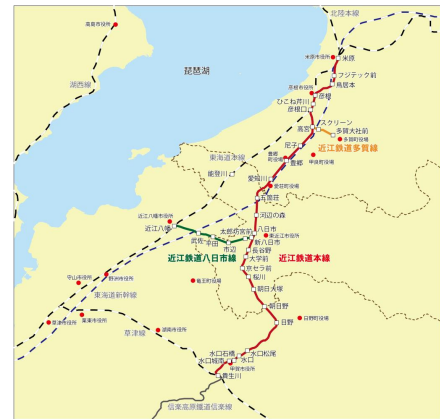 北陸本線
高島市役所
米原市役所
米原
琵琶湖
フジテック前
湖西線
彦根市役所
鳥居本
彦根
ひこね芹川
彦根口
高宮
スクリーン
多賀大社前
多賀町役場
近江鉄道多賀線
尼子
豊郷町役場
甲良町役場
豊郷
東海道本線
能登川
愛知川
愛荘町役場
五箇荘
河辺の森
近江八幡市役所
近江八幡
太郎坊宮前
八日市
東近江市役所
武佐
平田
市辺
新八日市
長谷野
近江鉄道八日市線
近江鉄道本線
大学前
京セラ前
桜川
守山市役所
野洲市役所
竜王町役場
朝日大塚
東海道新幹線
朝日野
草津市役所
栗東市役所
湖南市役所
日野
日野町役場
草津線
水口石橋
水口松尾
水口城南
水口
甲賀市役所
貴生川
信楽高原鐵道信楽線